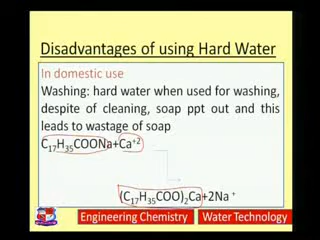 Disadvantages of using Hard Water
In domestic use
Washing: hard water when used for washing,
despite of cleaning, soap ppt out and this
leads to wastage of soap
C₁₇H₃₅COONa+Ca⁺²
(C₁₇H₃₅COO)₂Ca+2Na ⁺
Engineering Chemistry
Water Technology